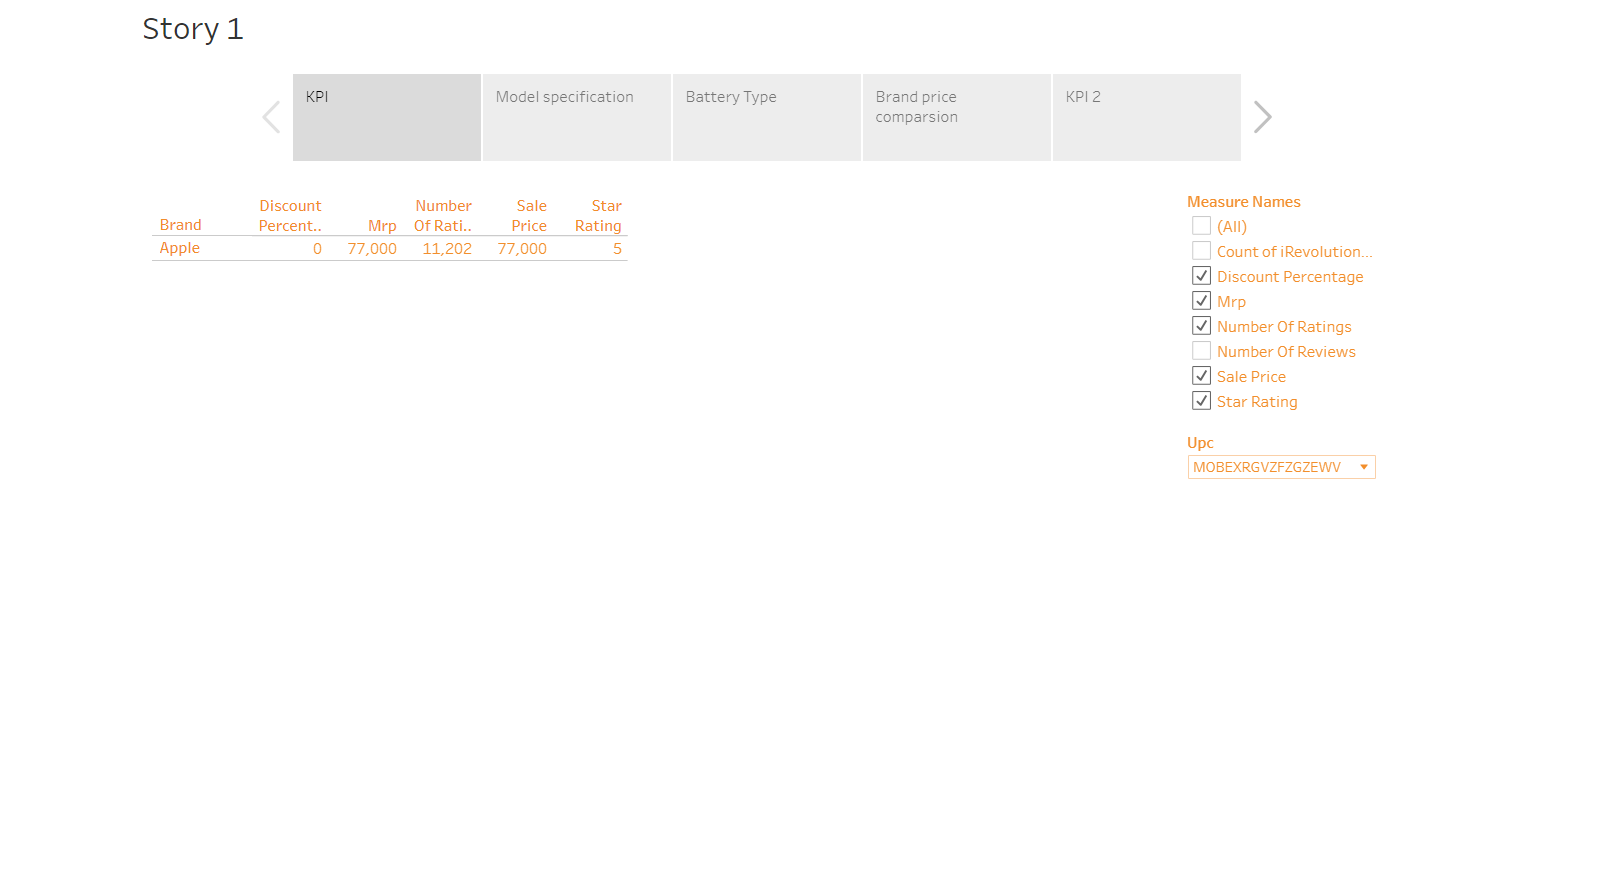 Story 1
KPI
Model specification
Battery Type
Brand price
comparsion
KPI 2
Brand Discount Percent.. Mrp Number Of Rati.. Sale Price Star Rating
Apple 0 77,000 11,202 77,000 5
Measure Names
(All)
Count of iRevolution...
Discount Percentage
Mrp
Number Of Ratings
Number Of Reviews
Sale Price
Star Rating
Upc
MOBEXRGVZFZGZEWV